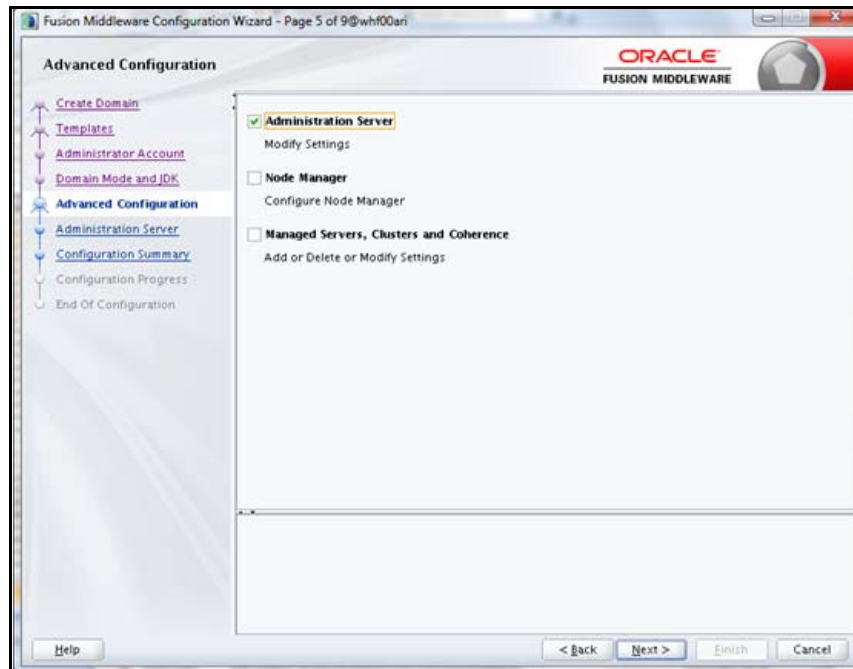 Fusion Middleware Configuration Wizard - Page 5 of 9@whf00ari
Advanced Configuration
ORACLE
FUSION MIDDLEWARE
Create Domain
Templates
Administrator Account
Domain Mode and JDK
Advanced Configuration
Administration Server
Configuration Summary
Configuration Progress
End Of Configuration
Administration Server
Modify Settings
Node Manager
Configure Node Manager
Managed Servers, Clusters and Coherence
Add or Delete or Modify Settings
Help
< Back
Next >
Finish
Cancel